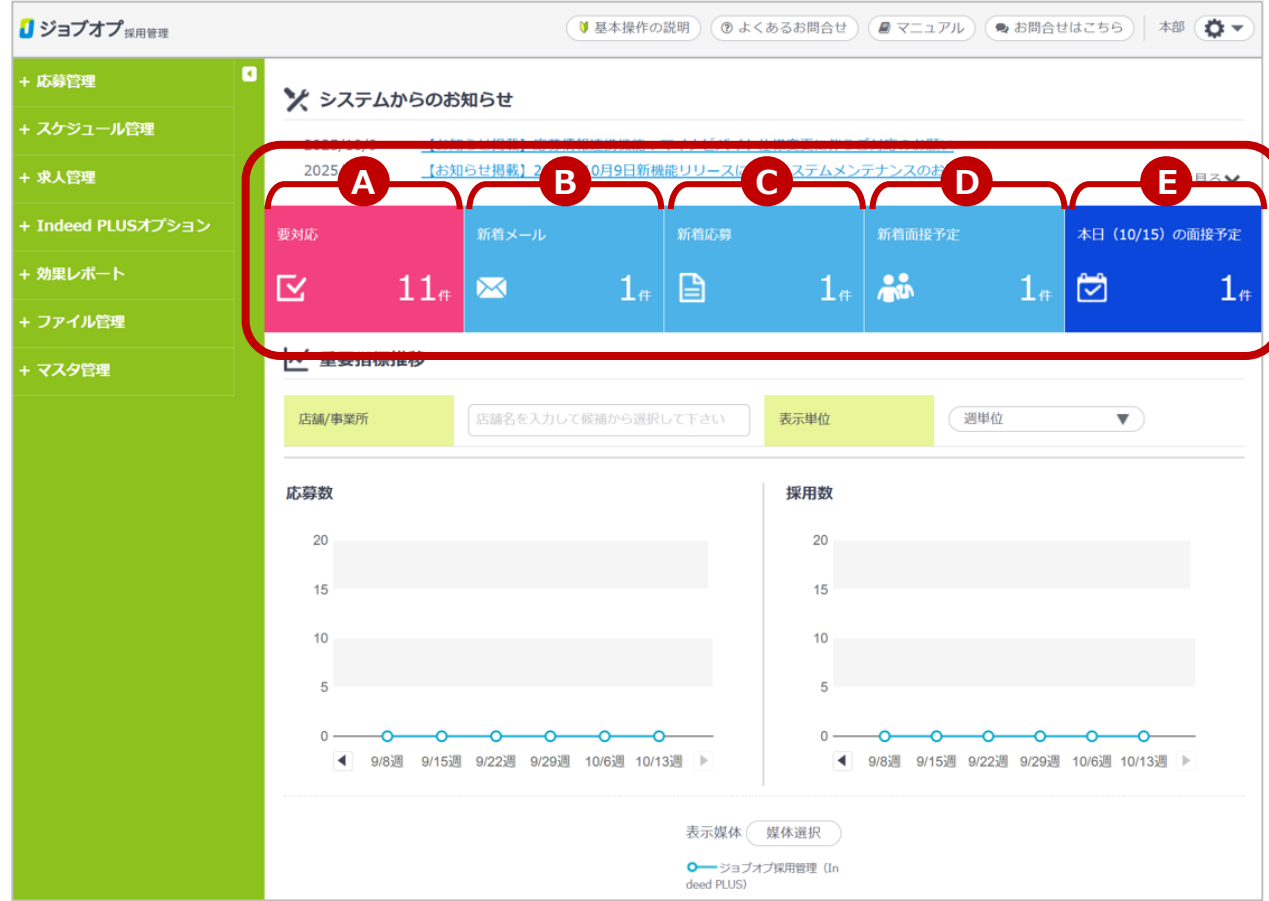 ジョブオプ 採用管理
基本操作の説明
よくあるお問合せ
マニュアル
お問合せはこちら
本部
+ 応募管理
+ スケジュール管理
+ 求人管理
+ Indeed PLUSオプション
+ 効果レポート
+ ファイル管理
+ マスタ管理
システムからのお知らせ
2025
【お知らせ掲載】2 0月9日新機能リリースに ステムメンテナンスのお
見る
A
B
C
D
E
要対応
11件
新着メール
1件
新着応募
1件
新着面接予定
1件
本日（10/15）の面接予定
1件
重要指標推移
店舗/事業所
店舗名を入力して候補から選択して下さい
表示単位
週単位
応募数
20
15
10
5
0
9/8週 9/15週 9/22週 9/29週 10/6週 10/13週
採用数
20
15
10
5
0
9/8週 9/15週 9/22週 9/29週 10/6週 10/13週
表示媒体
媒体選択
ジョブオプ採用管理（In
deed PLUS）